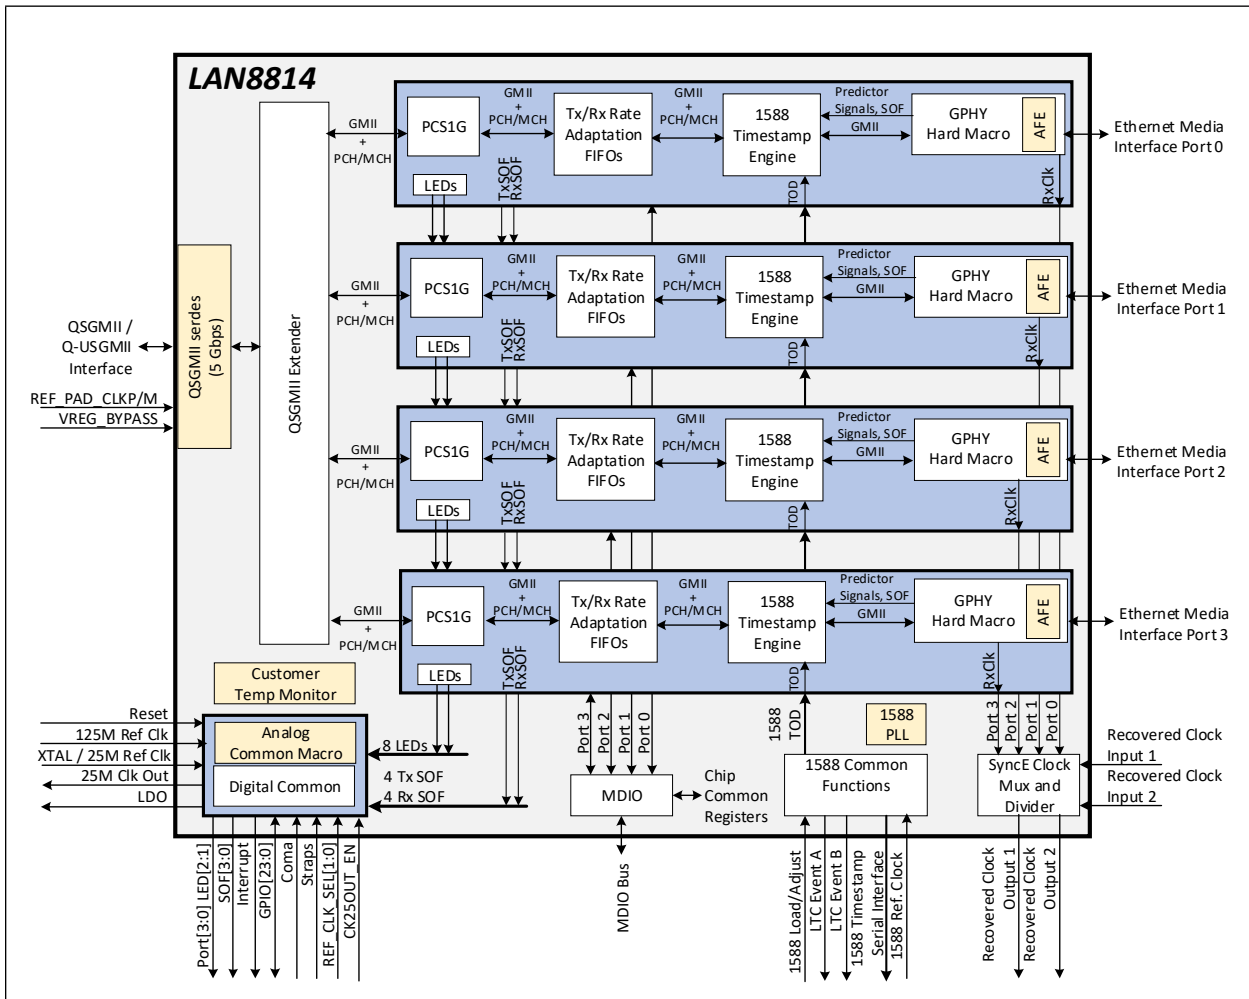 LAN8814
GMII
+
PCH/MCH
PCS1G
GMII
+
PCH/MCH
Tx/Rx Rate
Adaptation
FIFOs
GMII
+
PCH/MCH
1588
Timestamp
Engine
Predictor
Signals, SOF
GMII
GPHY
Hard Macro
AFE
Ethernet Media
Interface Port 0
LEDs
TxSOF
RxSOF
TOD
RxClk
GMII
+
PCH/MCH
PCS1G
GMII
+
PCH/MCH
Tx/Rx Rate
Adaptation
FIFOs
GMII
+
PCH/MCH
1588
Timestamp
Engine
Predictor
Signals, SOF
GMII
GPHY
Hard Macro
AFE
Ethernet Media
Interface Port 1
LEDs
TxSOF
RxSOF
TOD
RxClk
QSGMII /
Q-USGMII
Interface
QSGMII serdes
(5 Gbps)
QSGMII Extender
REF_PAD_CLKP/M
VREG_BYPASS
GMII
+
PCH/MCH
PCS1G
GMII
+
PCH/MCH
Tx/Rx Rate
Adaptation
FIFOs
GMII
+
PCH/MCH
1588
Timestamp
Engine
Predictor
Signals, SOF
GMII
GPHY
Hard Macro
AFE
Ethernet Media
Interface Port 2
LEDs
TxSOF
RxSOF
TOD
RxClk
GMII
+
PCH/MCH
PCS1G
GMII
+
PCH/MCH
Tx/Rx Rate
Adaptation
FIFOs
GMII
+
PCH/MCH
1588
Timestamp
Engine
Predictor
Signals, SOF
GMII
GPHY
Hard Macro
AFE
Ethernet Media
Interface Port 3
LEDs
TxSOF
RxSOF
TOD
RxClk
Customer
Temp Monitor
Reset
125M Ref Clk
XTAL / 25M Ref Clk
25M Clk Out
LDO
Analog
Common Macro
Digital Common
8 LEDs
4 Tx SOF
4 Rx SOF
Port 3
Port 2
Port 1
Port 0
MDIO
Chip
Common
Registers
1588
TOD
1588
PLL
1588 Common
Functions
Port 3
Port 2
Port 1
Port 0
SyncE Clock
Mux and
Divider
Recovered Clock
Input 1
Recovered Clock
Input 2
Port[3:0] LED[2:1]
SOF[3:0]
Interrupt
GPIO[23:0]
Coma
Straps
REF_CLK_SEL[1:0]
CK25OUT_EN
MDIO Bus
1588 Load/Adjust
LTC Event A
LTC Event B
1588 Timestamp
Serial Interface
1588 Ref. Clock
Recovered Clock
Output 1
Recovered Clock
Output 2